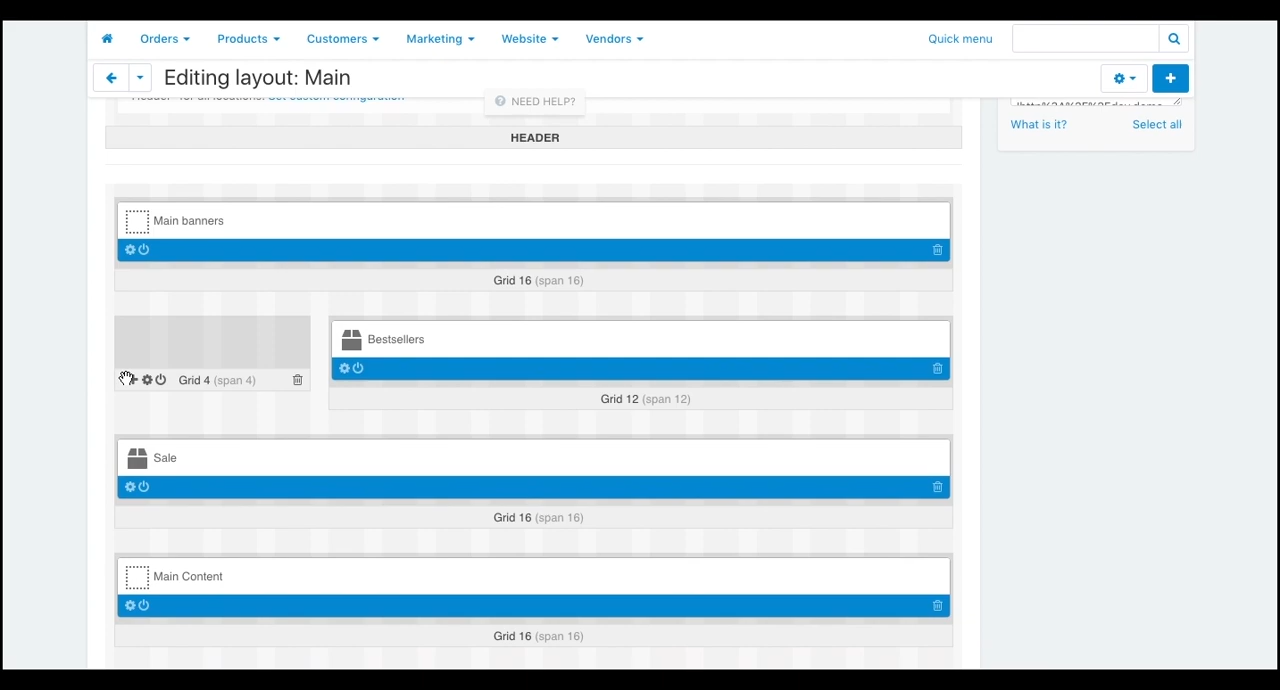 Orders Products Customers Marketing Website Vendors Quick menu
Editing layout: Main
NEED HELP?
What is it? Select all
HEADER
Main banners
Grid 16 (span 16)
Bestsellers
Grid 4 (span 4)
Grid 12 (span 12)
Sale
Grid 16 (span 16)
Main Content
Grid 16 (span 16)